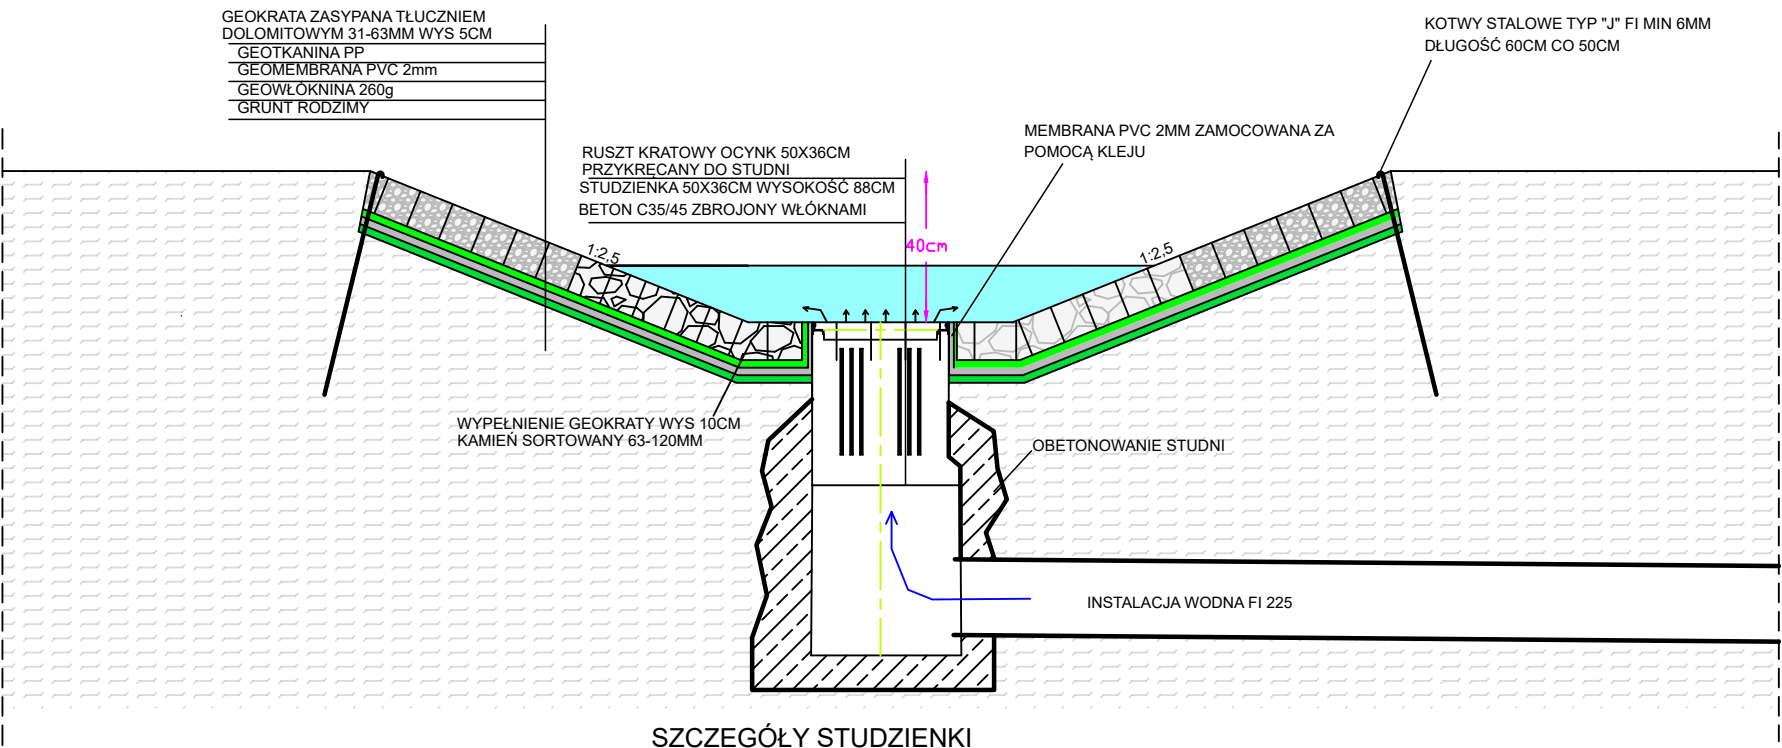 GEOKRATA ZASYPANA TŁUCZNIEM
DOLOMITOWYM 31-63MM WYS 5CM
GEOTKANINA PP
GEOMEMBRANA PVC 2mm
GEOWŁÓKNINA 260g
GRUNT RODZIMY
KOTWY STALOWE TYP "J" FI MIN 6MM
DŁUGOŚĆ 60CM CO 50CM
MEMBRANA PVC 2MM ZAMOCOWANA ZA
POMOCĄ KLEJU
RUSZT KRATOWY OCYNK 50X36CM
PRZYKRĘCANY DO STUDNI
STUDZIENKA 50X36CM WYSOKOŚĆ 88CM
BETON C35/45 ZBROJONY WŁÓKNAMI
40cm
1:2,5
1:2,5
WYPEŁNIENIE GEOKRATY WYS 10CM
KAMIEŃ SORTOWANY 63-120MM
OBETONOWANIE STUDNI
INSTALACJA WODNA FI 225
SZCZEGÓŁY STUDZIENKI